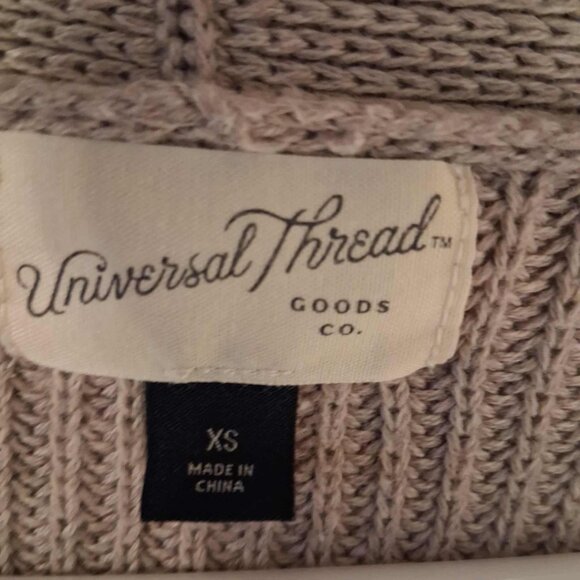 Universal Thread™
GOODS
CO.
XS
MADE IN
CHINA